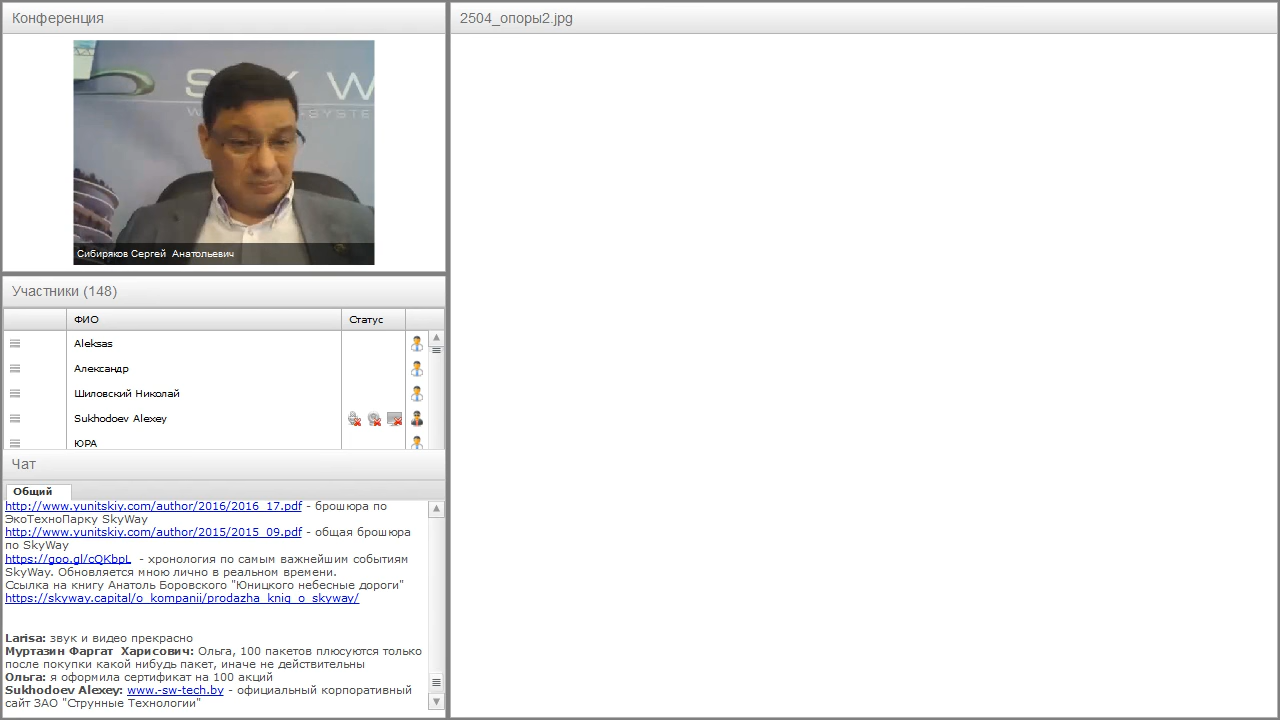 Конференция
2504_опоры2.jpg
SKY W
Сибиряков Сергей  Анатольевич
Участники (148)
ФИО
Статус
Aleksas
Александр
Шиловский Николай
Sukhodoev Alexey
ЮРА
Чат
Общий
http://www.yunitskiy.com/author/2016/2016_17.pdf - брошюра по
ЭкоТехноПарку SkyWay
http://www.yunitskiy.com/author/2015/2015_09.pdf - общая брошюра
по SkyWay
https://goo.gl/cQKbpL  - хронология по самым важнейшим событиям
SkyWay. Обновляется мною лично в реальном времени.
Ссылка на книгу Анатоль Боровского "Юницкого небесные дороги"
https://skyway.capital/o_kompanii/prodazha_knig_o_skyway/
Larisa: звук и видео прекрасно
Муртазин Фаргат  Харисович: Ольга, 100 пакетов плюсуются только
после покупки какой нибудь пакет, иначе не действительны
Ольга: я оформила сертификат на 100 акций
Sukhodoev Alexey: www.-sw-tech.by - официальный корпоративный
сайт ЗАО "Струнные Технологии"